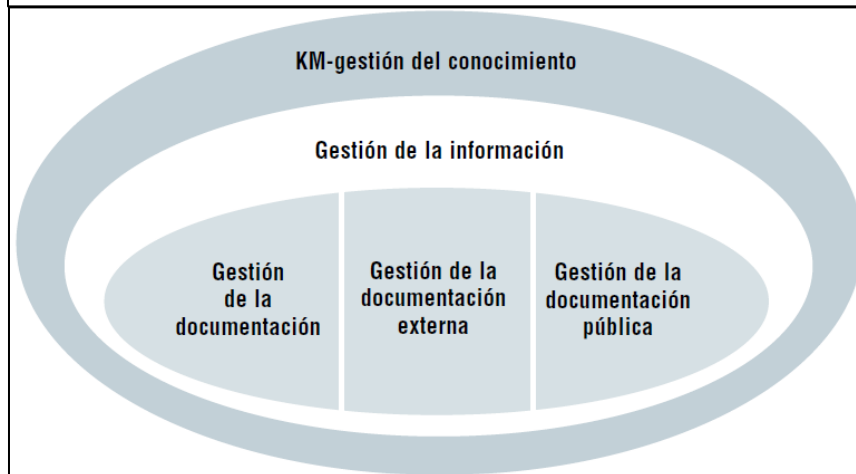 KM-gestión del conocimiento
Gestión de la información
Gestión
de la
documentación
Gestión de la
documentación
externa
Gestión de la
documentación
pública